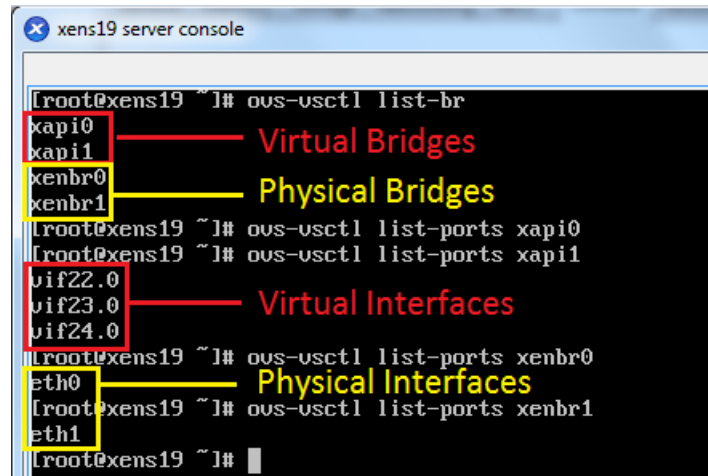 xens19 server console
[root@xens19 ~]# ovs-vsctl list-br
xapi0
xapi1
Virtual Bridges
xenbr0
xenbr1
Physical Bridges
[root@xens19 ~]# ovs-vsctl list-ports xapi0
[root@xens19 ~]# ovs-vsctl list-ports xapi1
vif22.0
vif23.0
vif24.0
Virtual Interfaces
[root@xens19 ~]# ovs-vsctl list-ports xenbr0
eth0
Physical Interfaces
[root@xens19 ~]# ovs-vsctl list-ports xenbr1
eth1
[root@xens19 ~]#